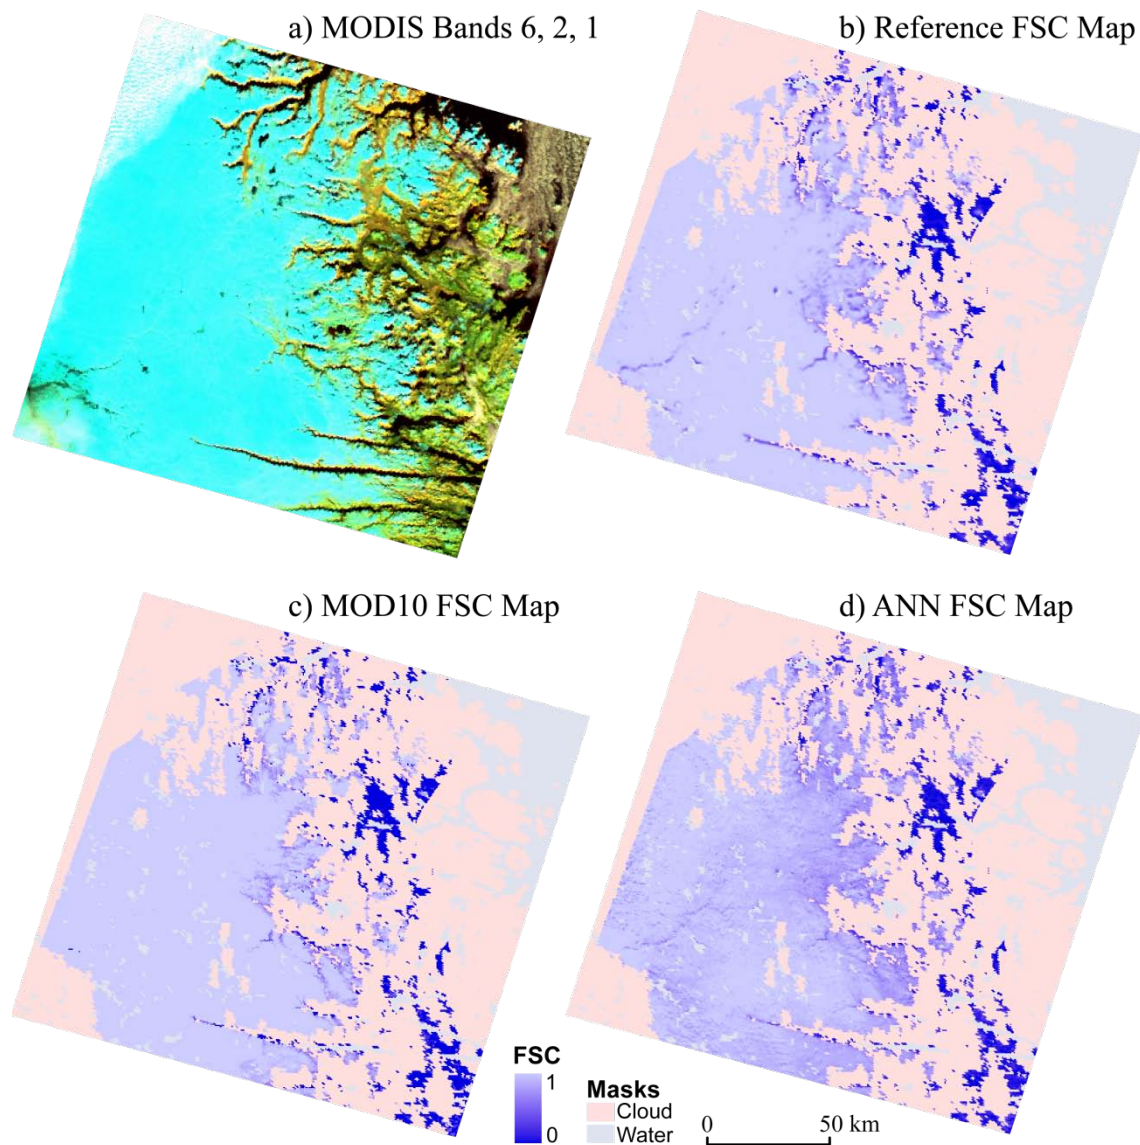 a) MODIS Bands 6, 2, 1
b) Reference FSC Map
c) MOD10 FSC Map
d) ANN FSC Map
FSC
1
0
Masks
Cloud
Water
0 50 km